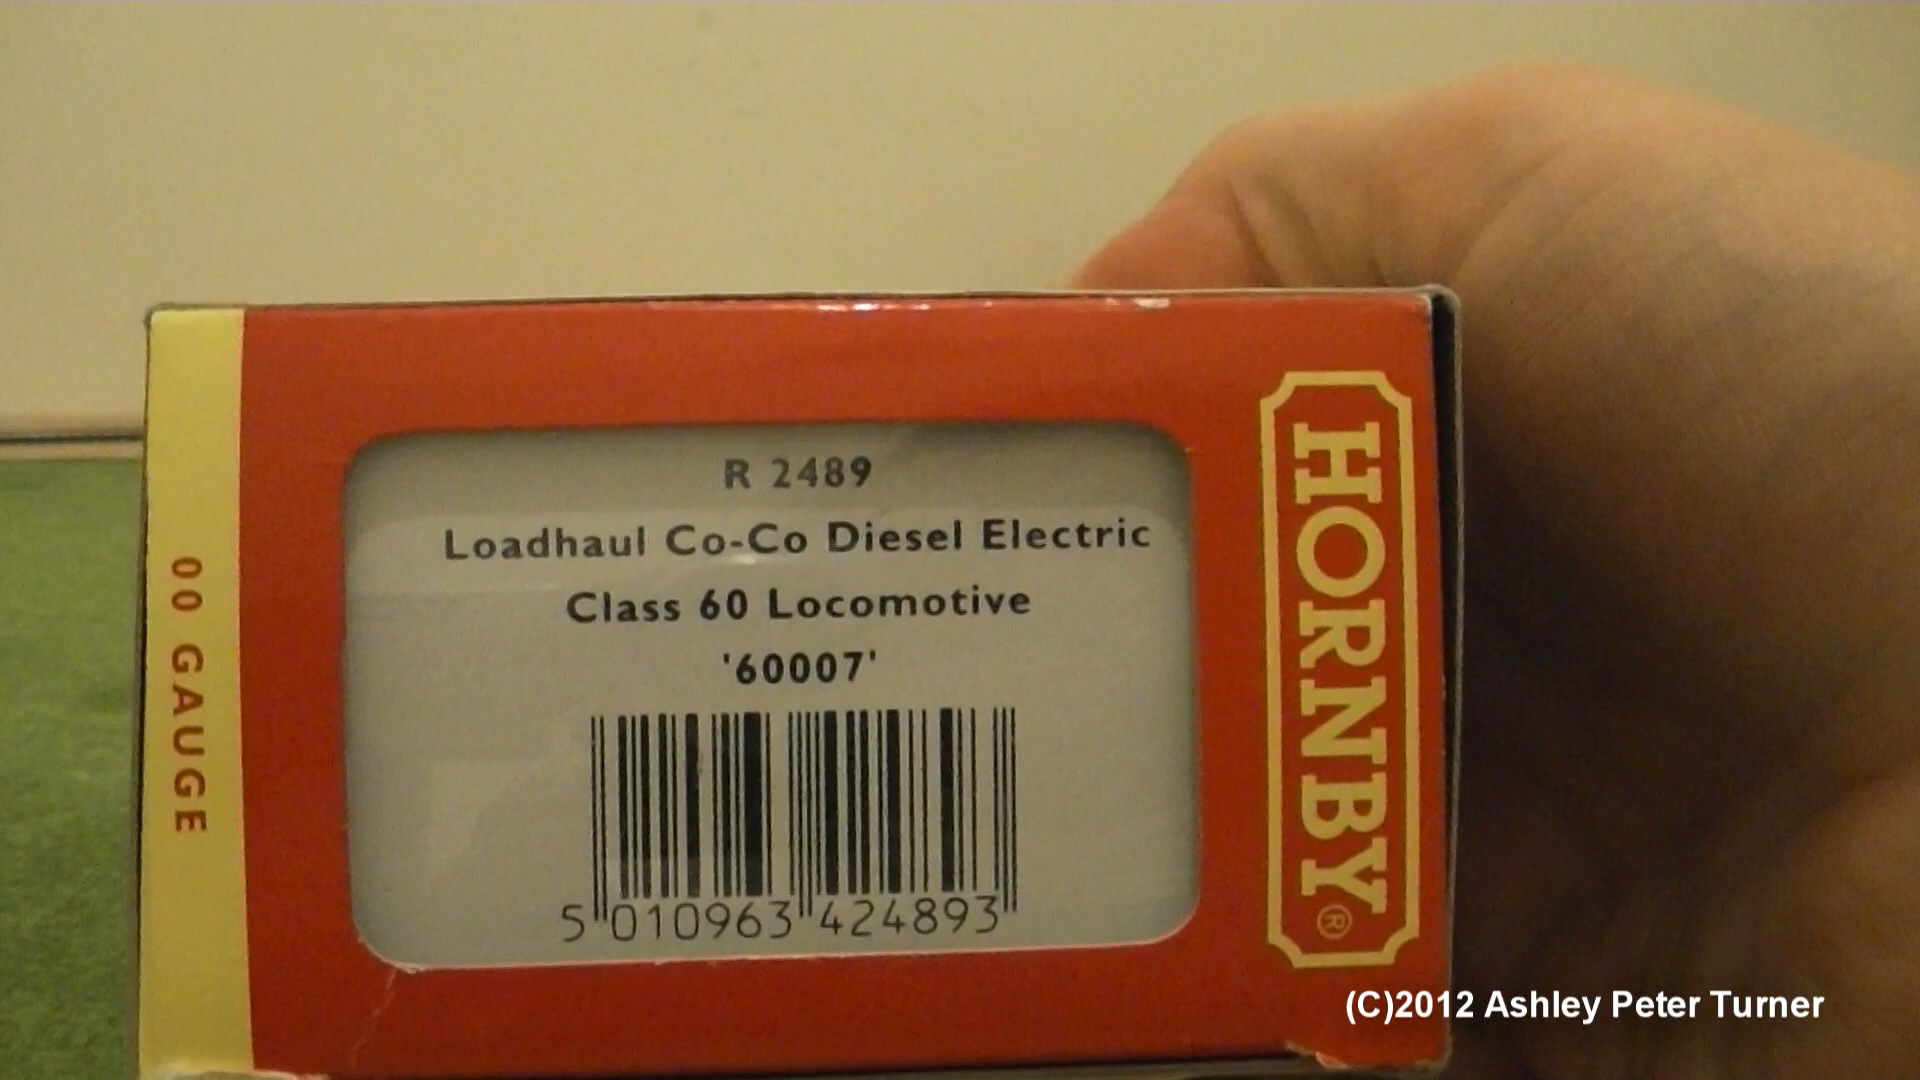 00 GAUGE
R 2489
Loadhaul Co-Co Diesel Electric
Class 60 Locomotive
'60007'
5 010963 424893
HORNBY®
(C)2012 Ashley Peter Turner